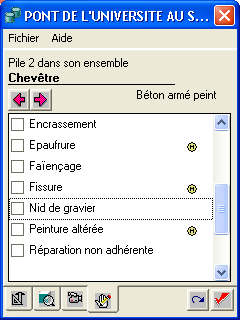 PONT DE L'UNIVERSITE AU S...
Fichier Aide
Pile 2 dans son ensemble
Chevêtre
Béton armé peint
Encrassement
Epaufrure
Faïençage
Fissure
Nid de gravier
Peinture altérée
Réparation non adhérente